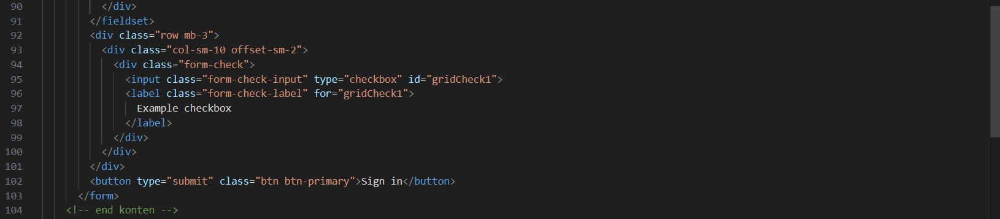 90 </div>
91 </fieldset>
92 <div class="row mb-3">
93 <div class="col-sm-10 offset-sm-2">
94 <div class="form-check">
95 <input class="form-check-input" type="checkbox" id="gridCheck1">
96 <label class="form-check-label" for="gridCheck1">
97 Example checkbox
98 </label>
99 </div>
100 </div>
101 </div>
102 <button type="submit" class="btn btn-primary">Sign in</button>
103 </form>
104 <!-- end konten -->